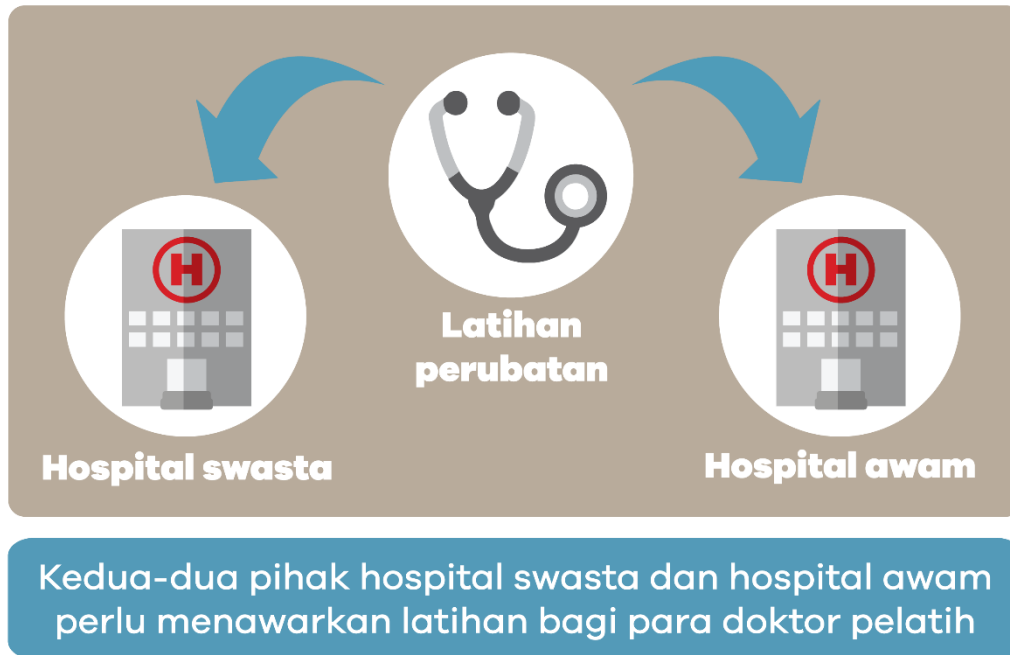 Latihan
perubatan
Hospital swasta
Hospital awam
H
H
Kedua-dua pihak hospital swasta dan hospital awam
perlu menawarkan latihan bagi para doktor pelatih